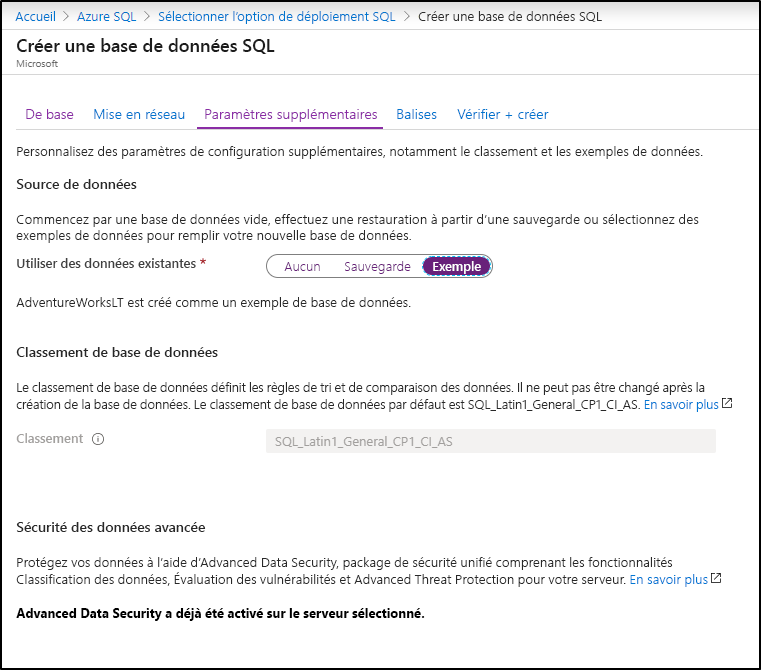 Accueil > Azure SQL > Sélectionner l'option de déploiement SQL > Créer une base de données SQL
Créer une base de données SQL
Microsoft
De base Mise en réseau Paramètres supplémentaires Balises Vérifier + créer
Personnalisez des paramètres de configuration supplémentaires, notamment le classement et les exemples de données.
Source de données
Commencez par une base de données vide, effectuez une restauration à partir d'une sauvegarde ou sélectionnez des
exemples de données pour remplir votre nouvelle base de données.
Utiliser des données existantes * Aucun Sauvegarde Exemple
AdventureWorksLT est créé comme un exemple de base de données.
Classement de base de données
Le classement de base de données définit les règles de tri et de comparaison des données. Il ne peut pas être changé après la
création de la base de données. Le classement de base de données par défaut est SQL_Latin1_General_CP1_CI_AS. En savoir plus
Classement SQL_Latin1_General_CP1_CI_AS
Sécurité des données avancée
Protégez vos données à l'aide d'Advanced Data Security, package de sécurité unifié comprenant les fonctionnalités
Classification des données, Évaluation des vulnérabilités et Advanced Threat Protection pour votre serveur. En savoir plus
Advanced Data Security a déjà été activé sur le serveur sélectionné.